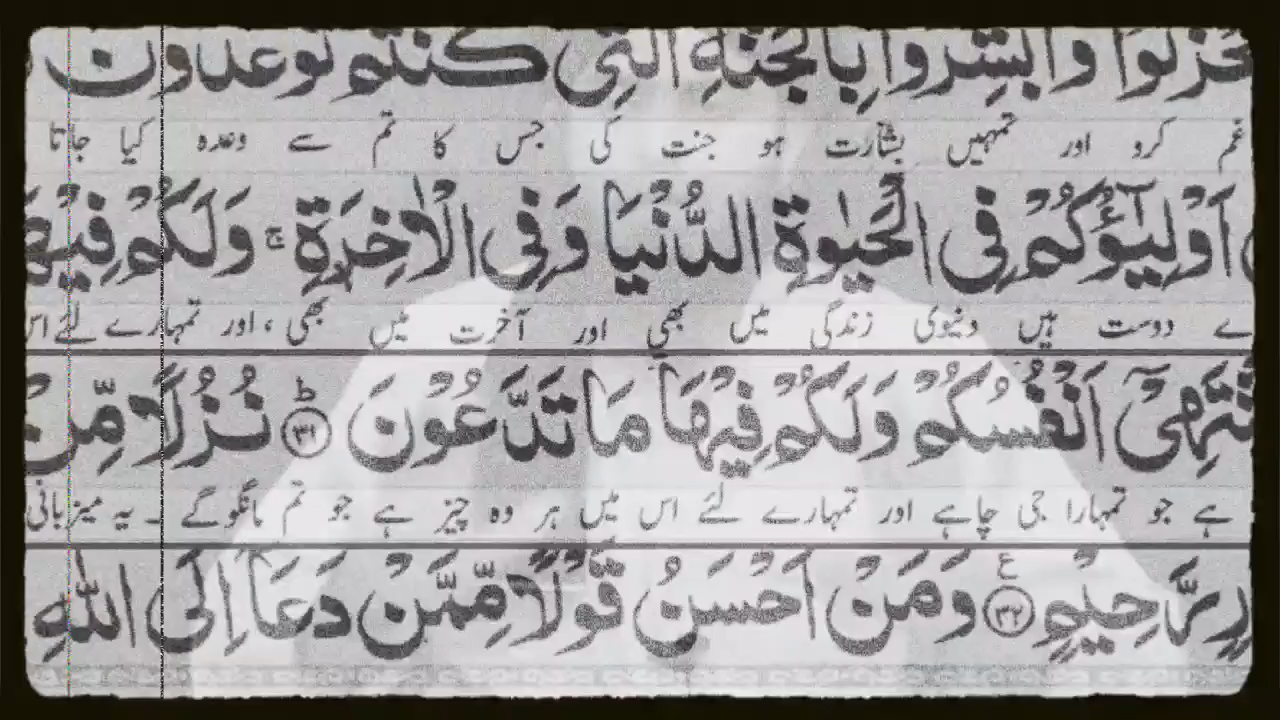 تَحْزَنُوْا وَاَبْشِرُوْا بِالْجَنَّةِ الَّتِیْ كُنْتُمْ تُوْعَدُوْنَ
غم کرو اور تمہیں بشارت ہو جنت کی جس کا تم سے وعدہ کیا جاتا
اَوْلِيٰٓـؤُكُمْ فِی الْحَيٰوةِ الدُّنْيَا وَفِی الْاٰخِرَةِ ۚ وَلَكُمْ فِيْهَا
دوست ہیں دنیوی زندگی میں بھی اور آخرت میں بھی ، اور تمہارے لئے اس
تَشْتَهِیْۤ اَنْفُسُكُمْ وَلَكُمْ فِيْهَا مَا تَدَّعُوْنَ ؕ ۳۱ نُزُلًا مِّنْ
ہے جو تمہارا جی چاہے اور تمہارے لئے اس میں ہر وہ چیز ہے جو تم مانگو گے ۔ یہ میزبانی
رَّحِيْمٍ ۳۲ ع وَمَنْ اَحْسَنُ قَوْلًا مِّمَّنْ دَعَاۤ اِلَی اللّٰهِ